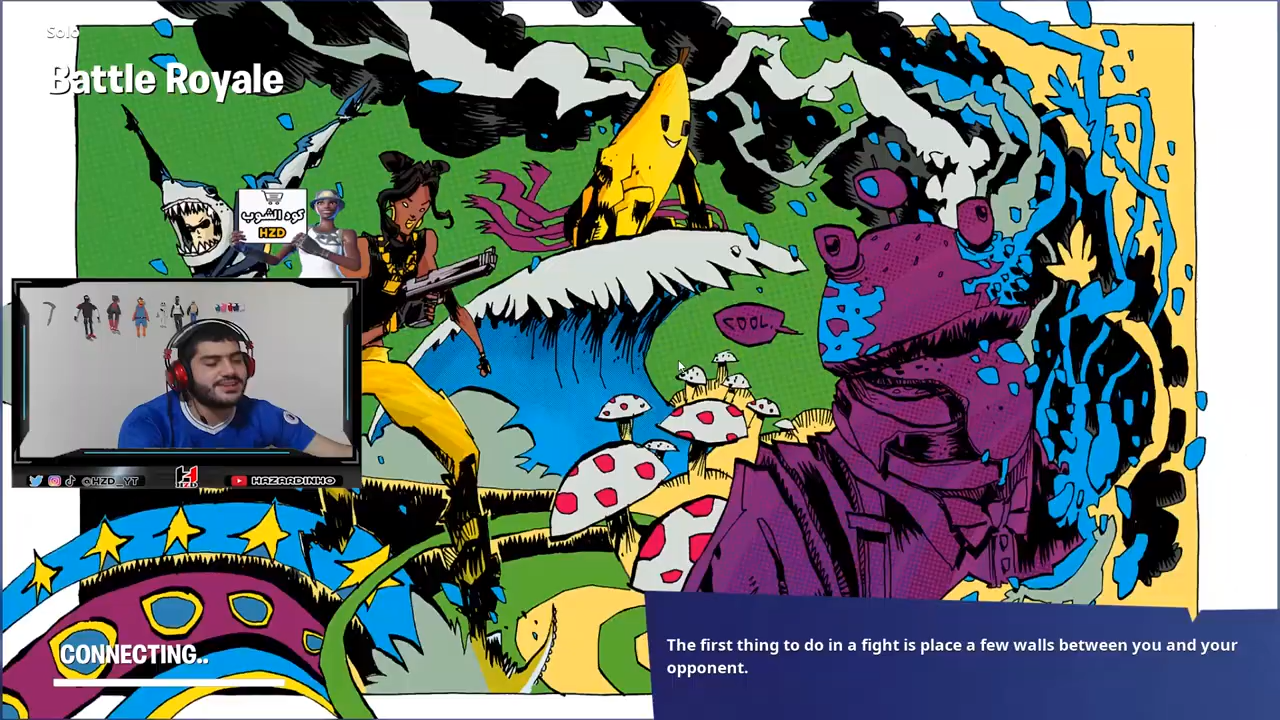 Solo
Battle Royale
كود الشوب
HZD
COOL.
@HZD_YT
HZD
HAZARDINHO
CONNECTING..
The first thing to do in a fight is place a few walls between you and your
opponent.